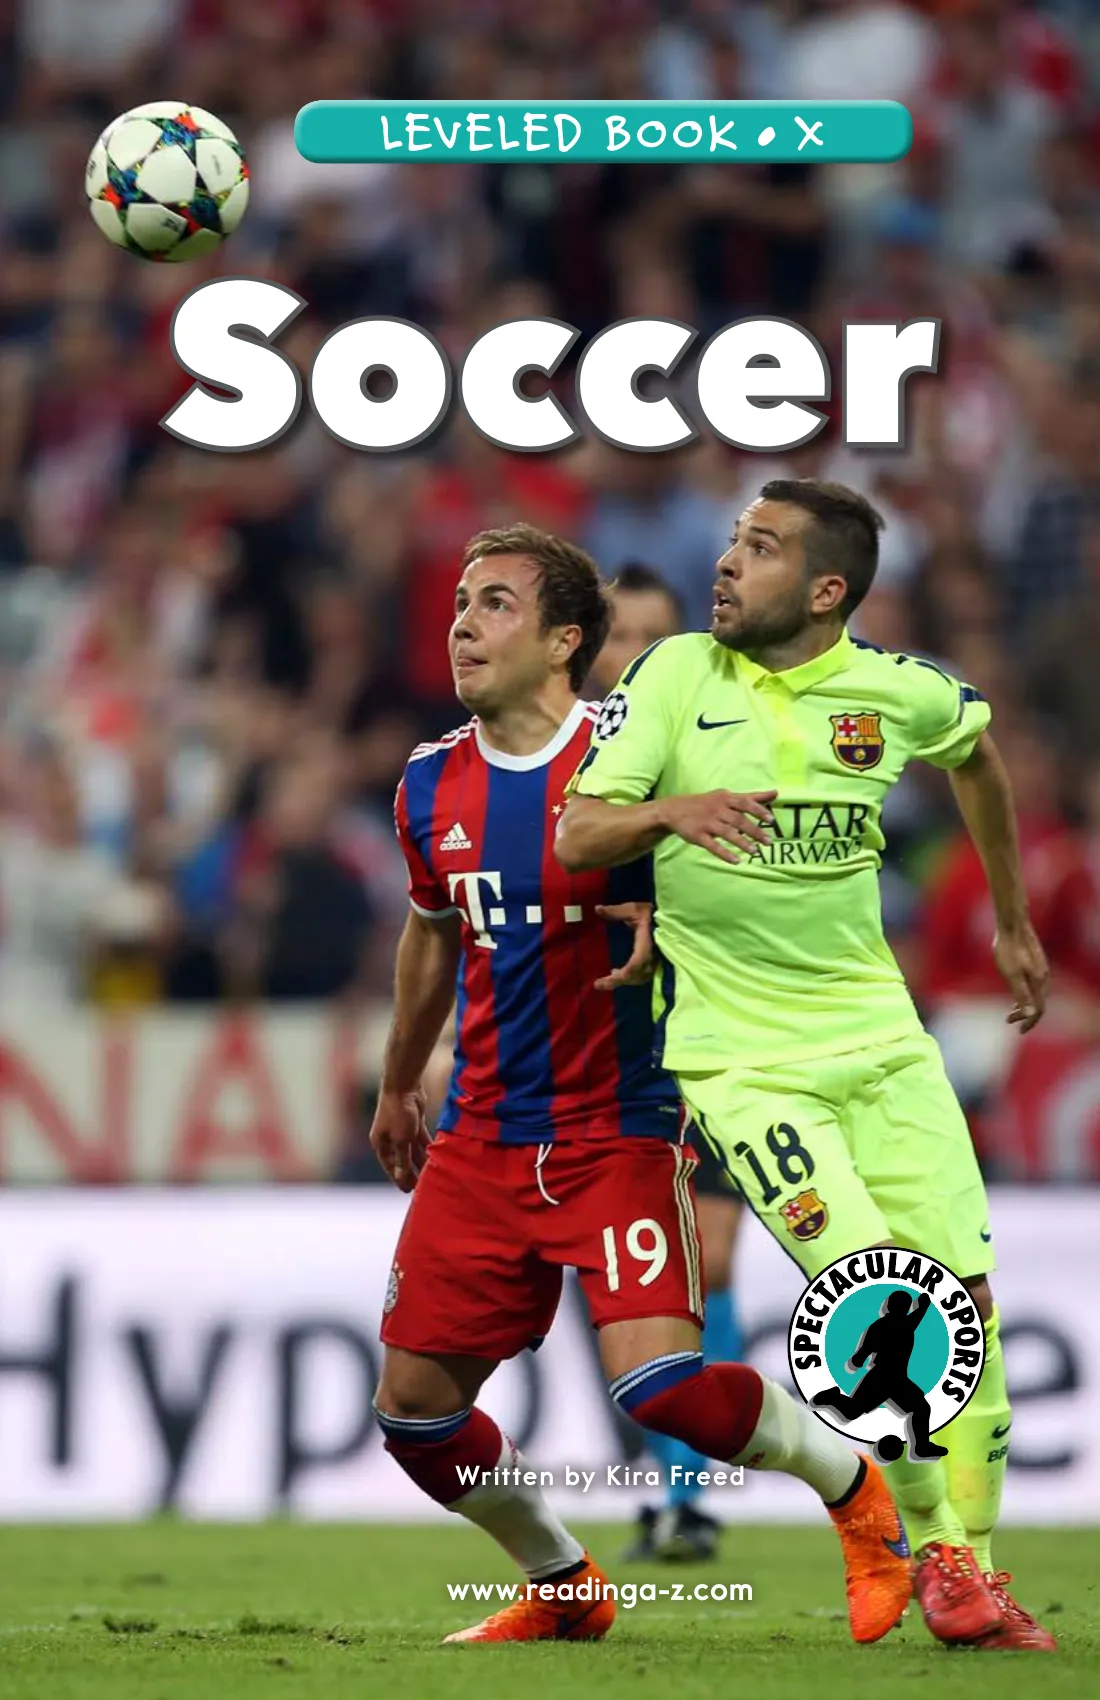 LEVELED BOOK • X
Soccer
adidas
T
ATAR
AIRWAYS
18
19
SPECTACULAR SPORTS
Written by Kira Freed
www.readinga-z.com